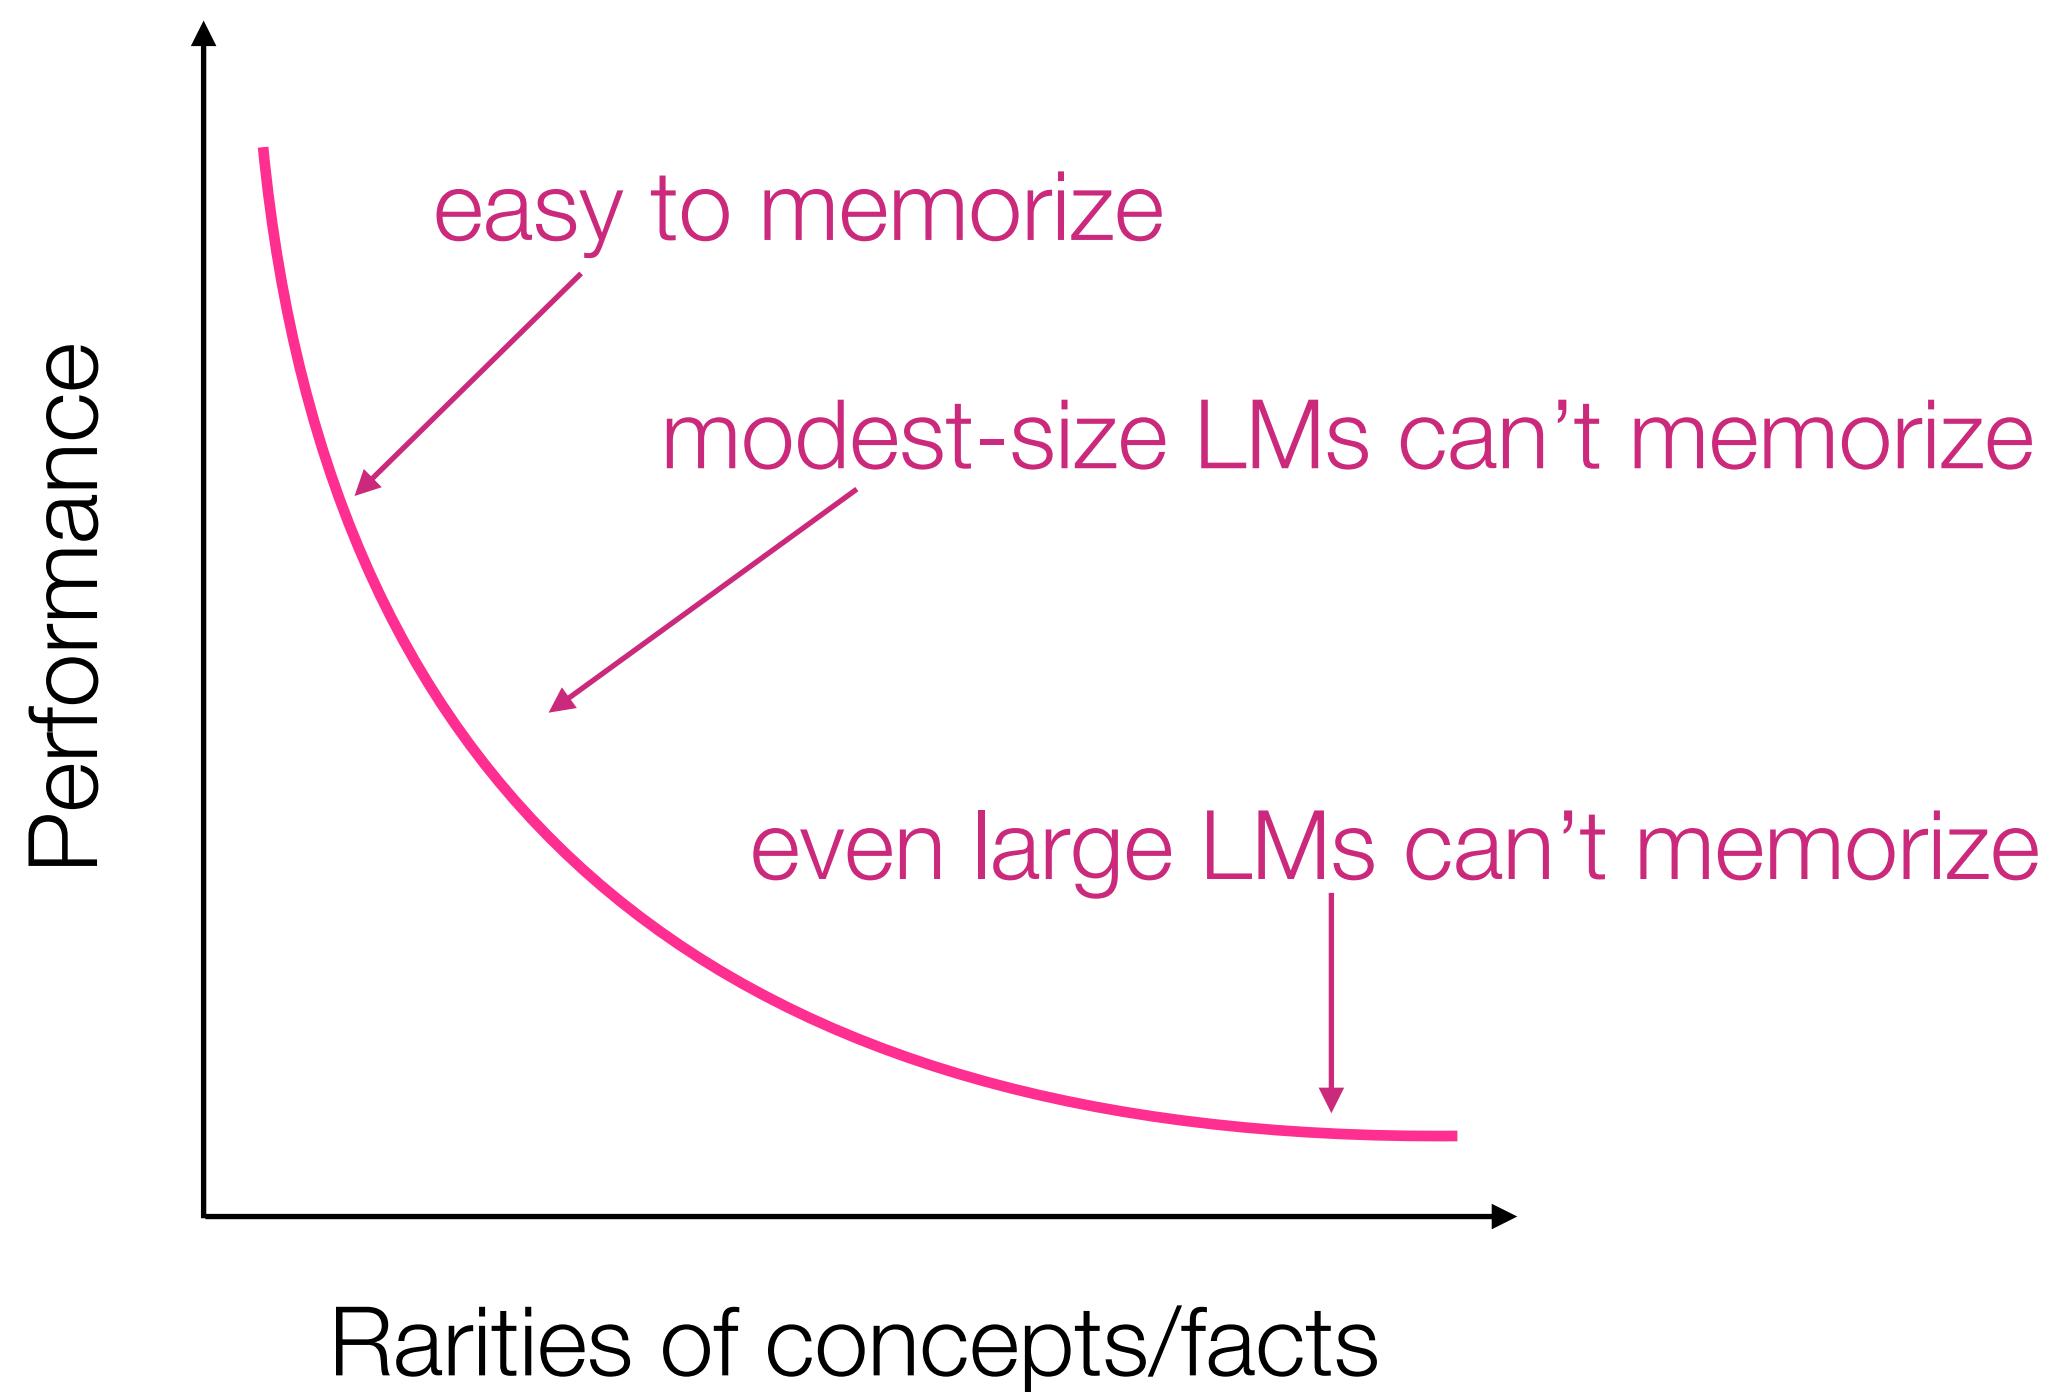 easy to memorize
modest-size LMs can’t memorize
Performance
even large LMs can’t memorize
Rarities of concepts/facts